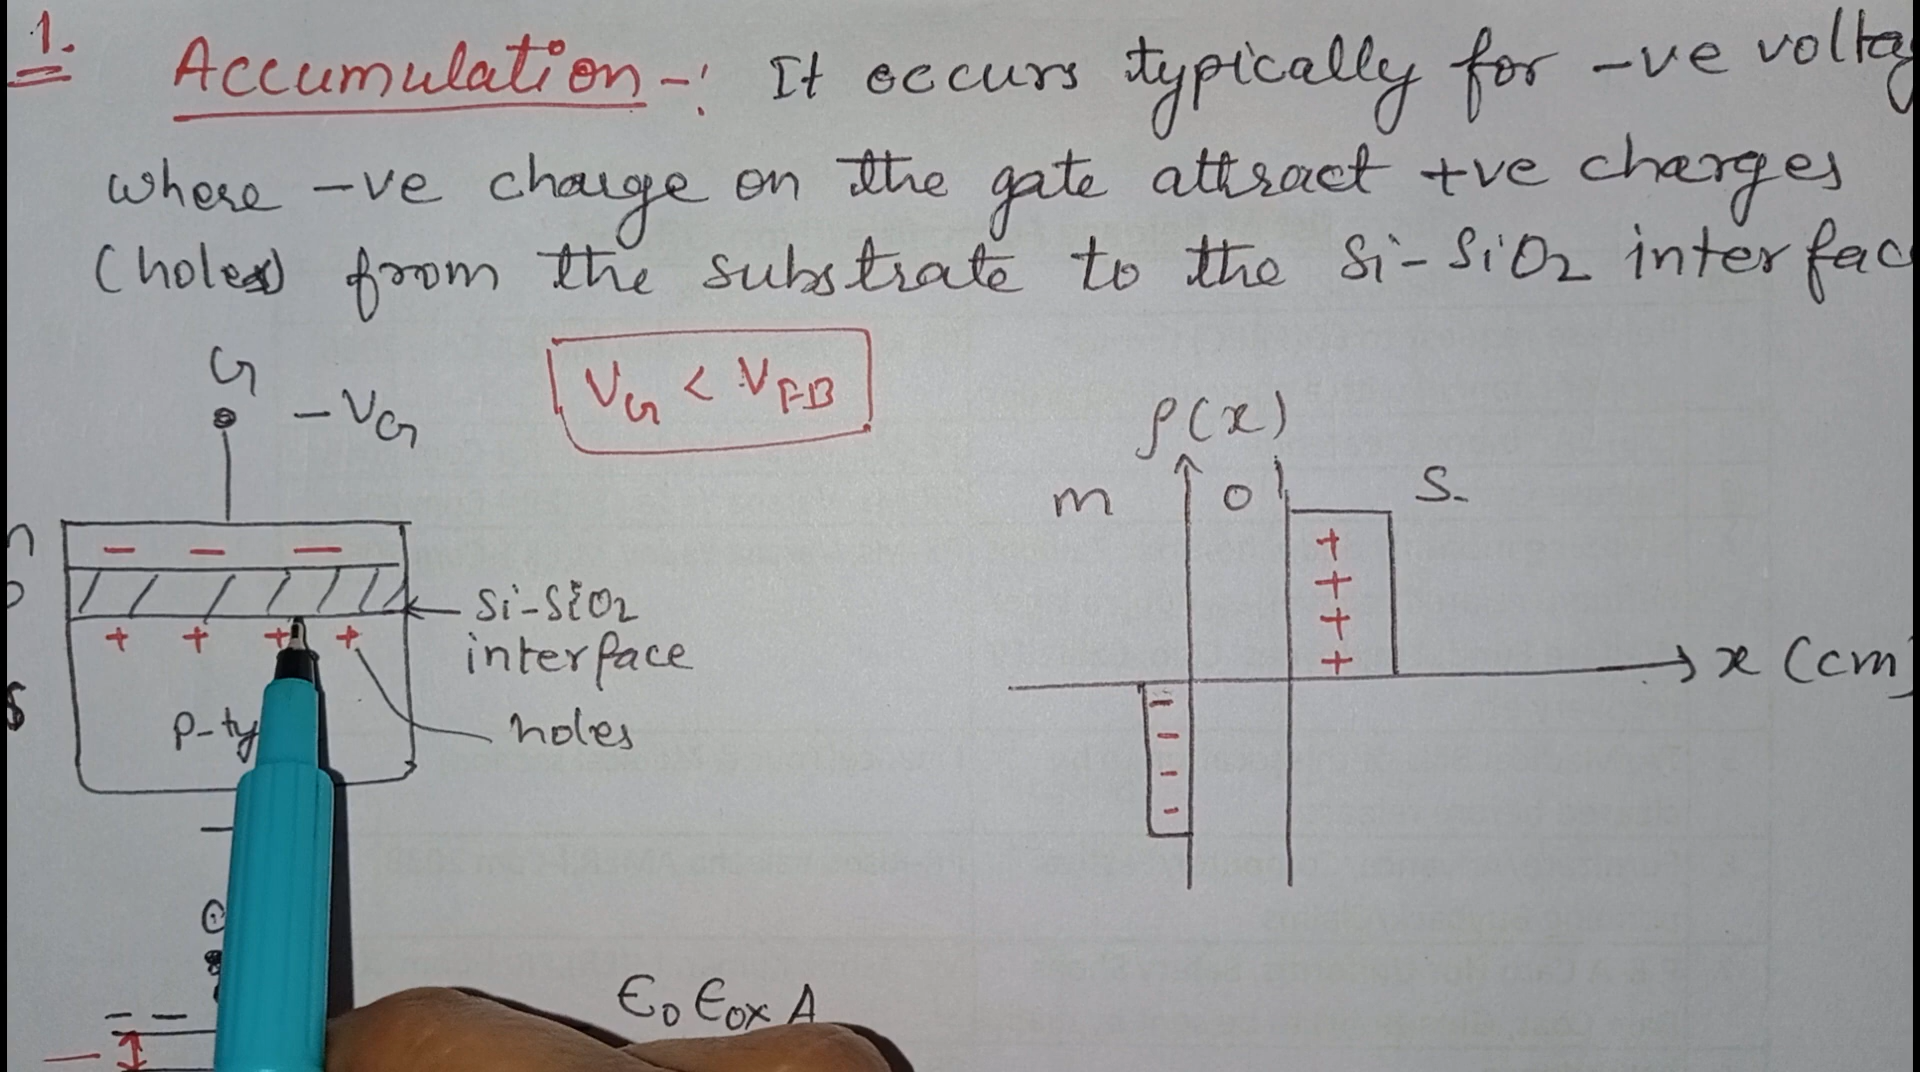 1. Accumulation -: It occurs typically for -ve volta
where -ve charge on the gate attract +ve charges
(holes) from the substrate to the Si-SiO2 interfac
G
-VG
VG < VFB
ρ(x)
m O S
Si-SiO2
interface
x (cm)
P-ty
holes
ϵ0 ϵox A